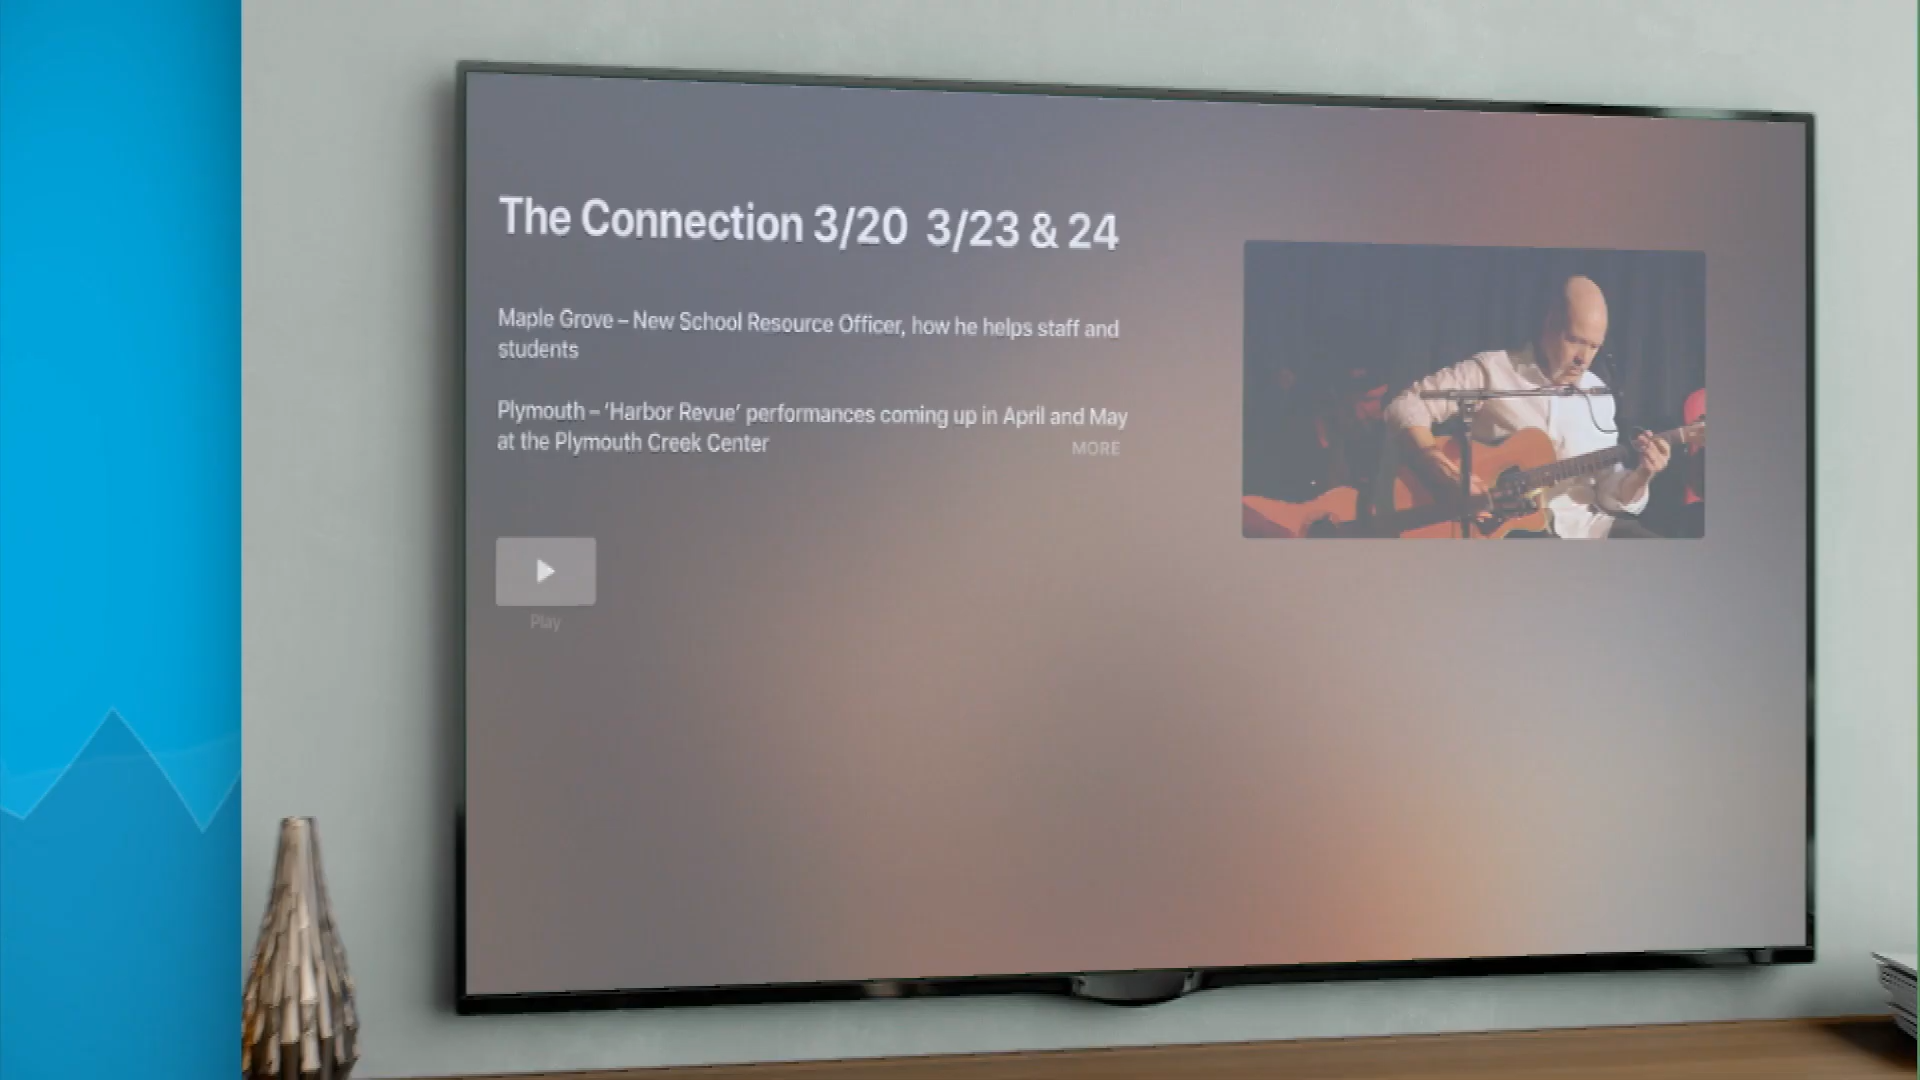 The Connection 3/20 3/23 & 24
Maple Grove – New School Resource Officer, how he helps staff and
students
Plymouth – ‘Harbor Revue’ performances coming up in April and May
at the Plymouth Creek Center
MORE
Play